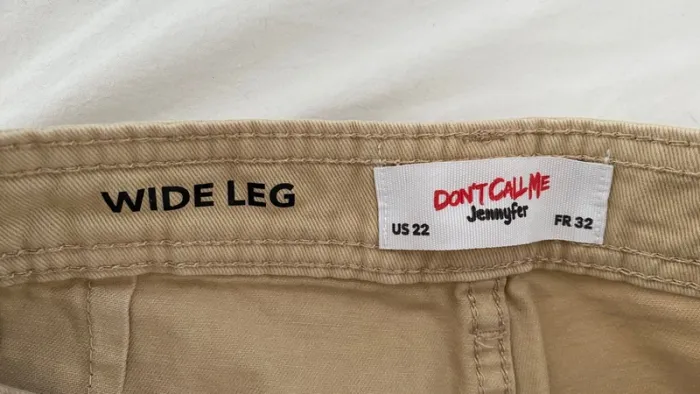 WIDE LEG
DON'T CALL ME
Jennyfer
US 22
FR 32